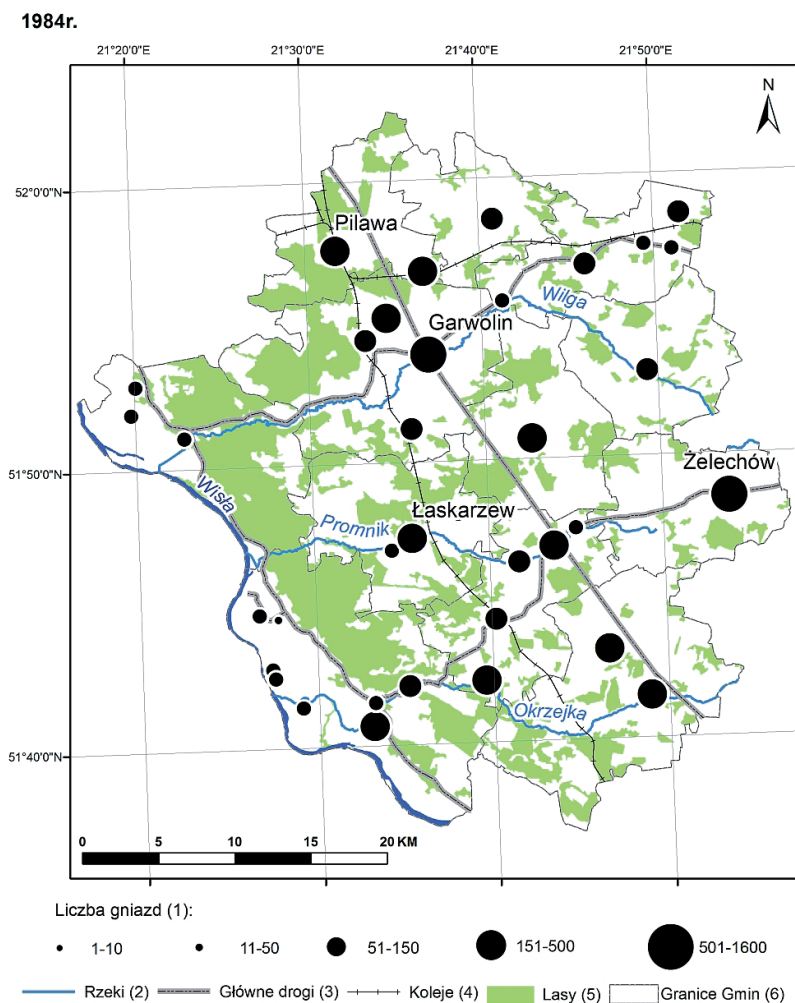 1984r.
21°20'0"E 21°30'0"E 21°40'0"E 21°50'0"E
N
52°0'0"N
Pilawa
Wilga
Garwolin
51°50'0"N
Żelechów
Wisła
Łaskarzew
Promnik
Okrzejka
51°40'0"N
0 5 10 15 20 KM
Liczba gniazd (1):
1-10 11-50 51-150 151-500 501-1600
Rzeki (2) Główne drogi (3) Koleje (4) Lasy (5) Granice Gmin (6)